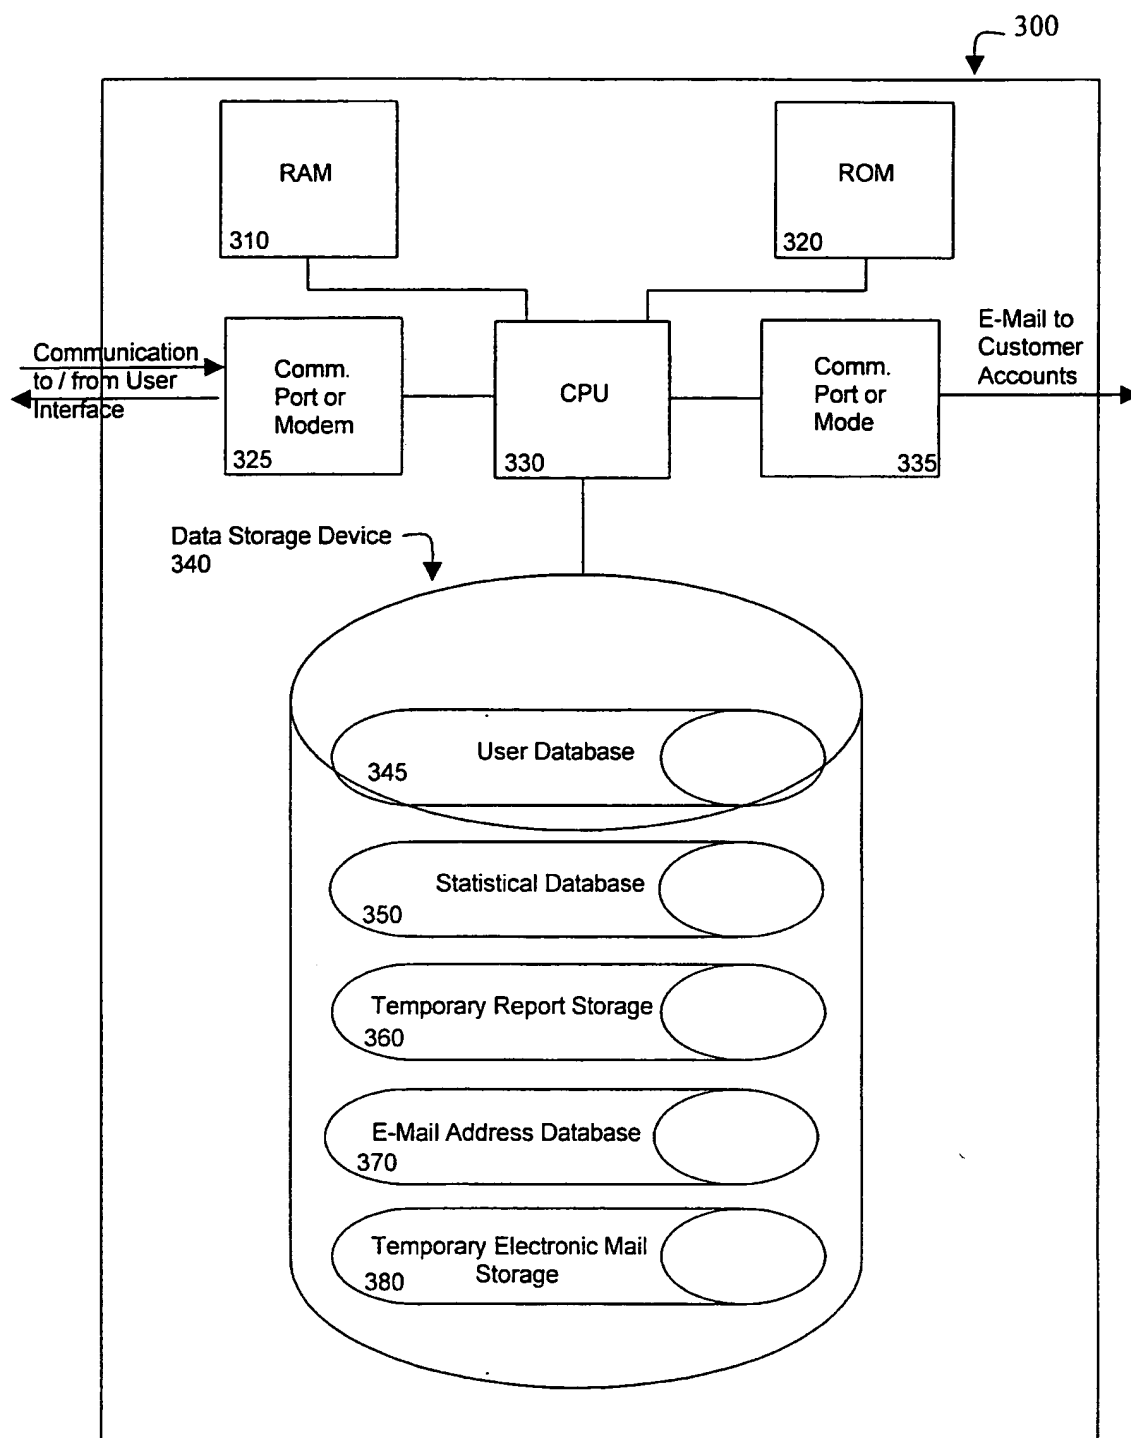 300
RAM
310
ROM
320
Communication
to / from User
Interface
Comm.
Port or
Modem
325
CPU
330
Comm.
Port or
Mode
335
E-Mail to
Customer
Accounts
Data Storage Device
340
User Database
345
Statistical Database
350
Temporary Report Storage
360
E-Mail Address Database
370
Temporary Electronic Mail
Storage
380